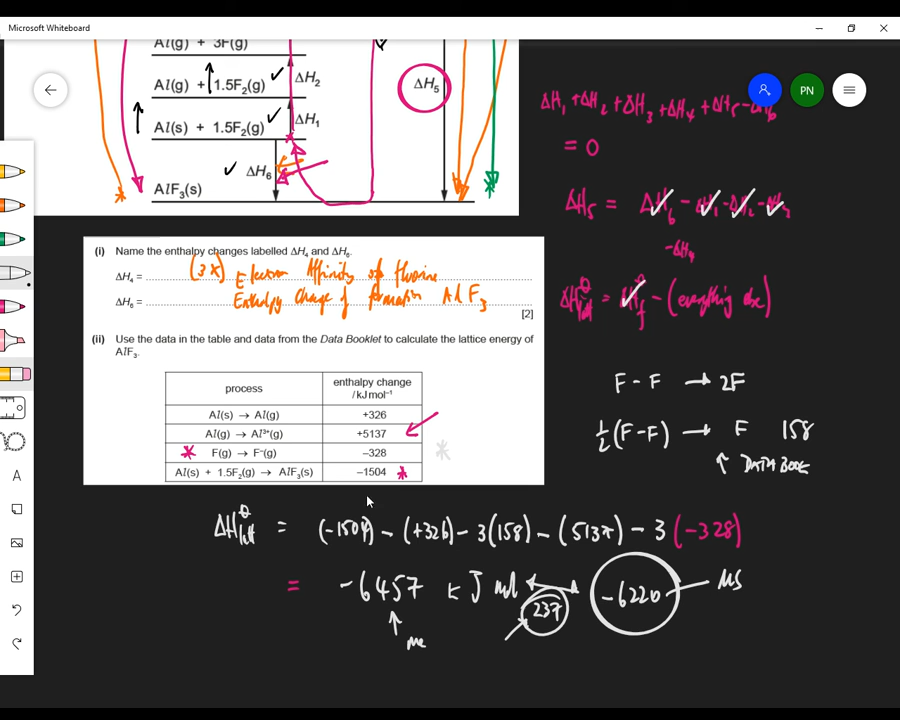 Microsoft Whiteboard
PN
Al(g) + 3F(g)
Al(g) + 1.5F₂(g)
ΔH₂
Al(s) + 1.5F₂(g)
ΔH₁
ΔH₅
ΔH₆
AlF₃(s)
ΔH₁ + ΔH₂ + ΔH₃ + ΔH₄ + ΔH₅ - ΔH₆
= 0
ΔH₅ = ΔH₆ - ΔH₁ - ΔH₂ - ΔH₃
- ΔH₄
ΔH^θ latt = ΔH^θ f - (everything else)
(i) Name the enthalpy changes labelled ΔH₄ and ΔH₆.
ΔH₄ = (3x) Electron Affinity of fluorine
ΔH₆ = Enthalpy Change of formation AlF₃
[2]
(ii) Use the data in the table and data from the Data Booklet to calculate the lattice energy of
AlF₃.
process enthalpy change
/kJ mol⁻¹
Al(s) → Al(g) +326
Al(g) → Al³⁺(g) +5137
* F(g) → F⁻(g) −328
Al(s) + 1.5F₂(g) → AlF₃(s) −1504 *
F - F → 2F
½(F-F) → F 158
↑ DATA BOOK
ΔH^θ latt = (-1504) - (+326) - 3(158) - (5137) - 3(-328)
= -6457 kJ mol 237 -6220 MS
↑ me